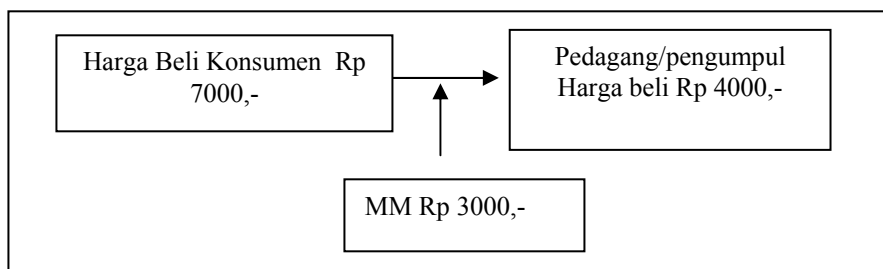 Harga Beli Konsumen Rp
7000,-
Pedagang/pengumpul
Harga beli Rp 4000,-
MM Rp 3000,-